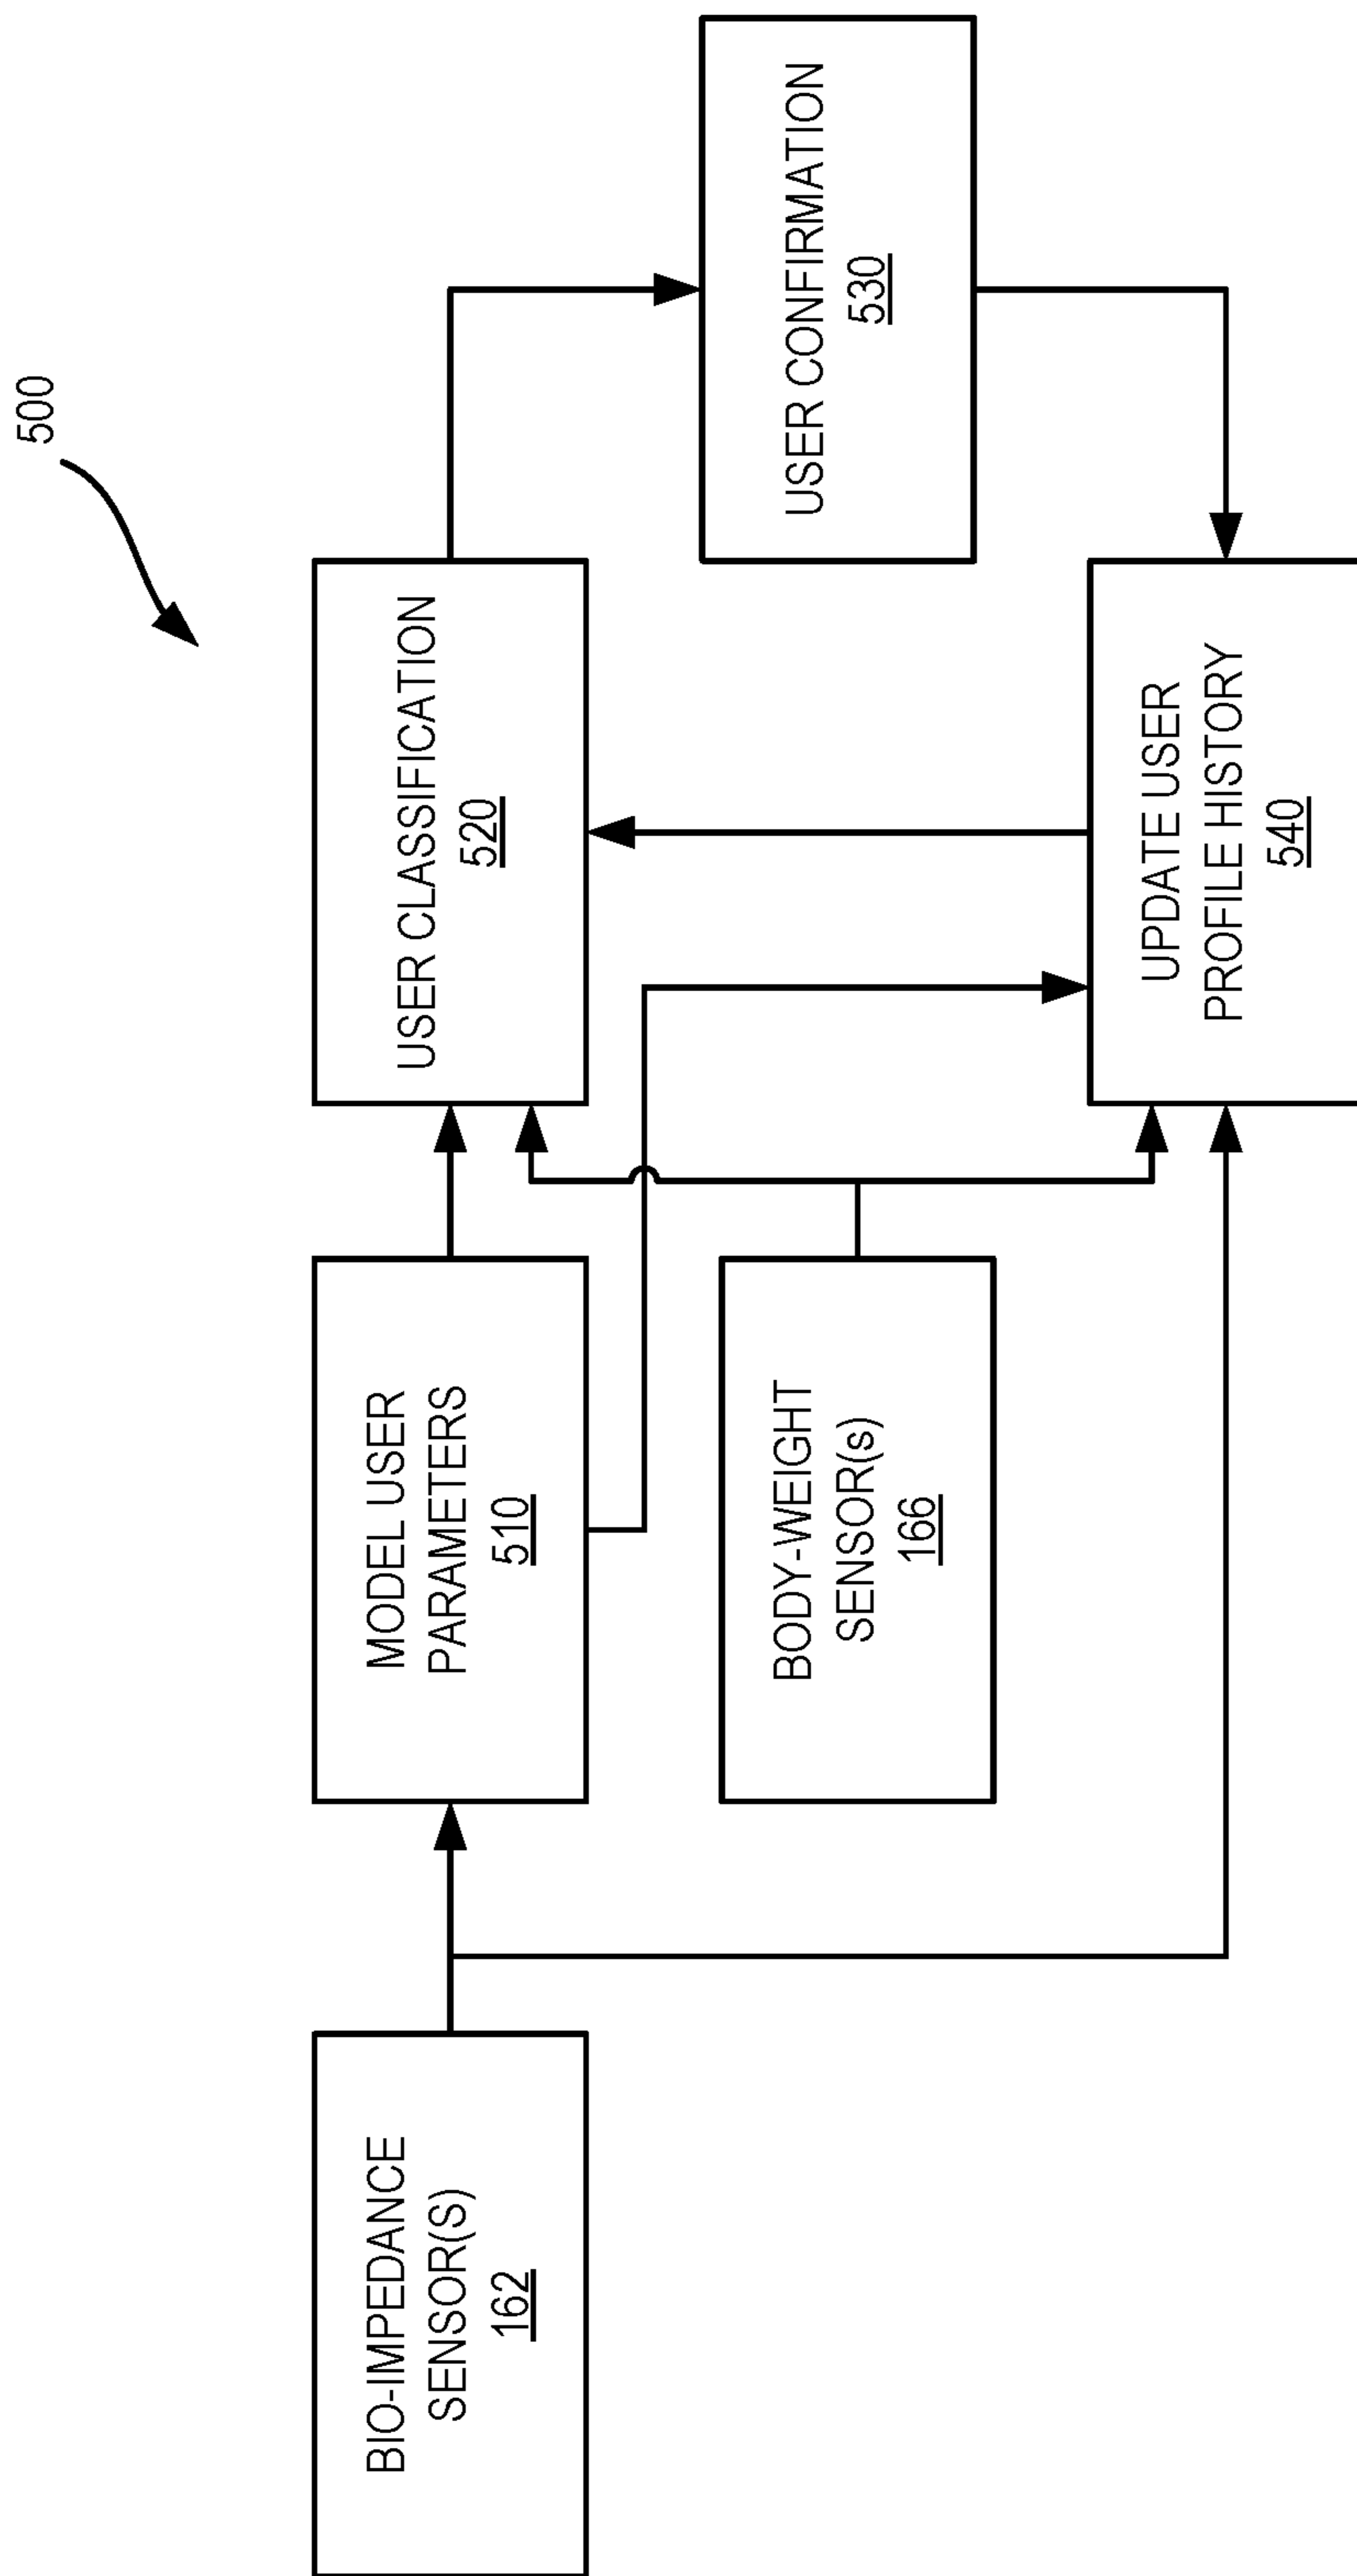 500
BIO-IMPEDANCE
SENSOR(S)
162
MODEL USER
PARAMETERS
510
USER CLASSIFICATION
520
BODY-WEIGHT
SENSOR(s)
166
USER CONFIRMATION
530
UPDATE USER
PROFILE HISTORY
540